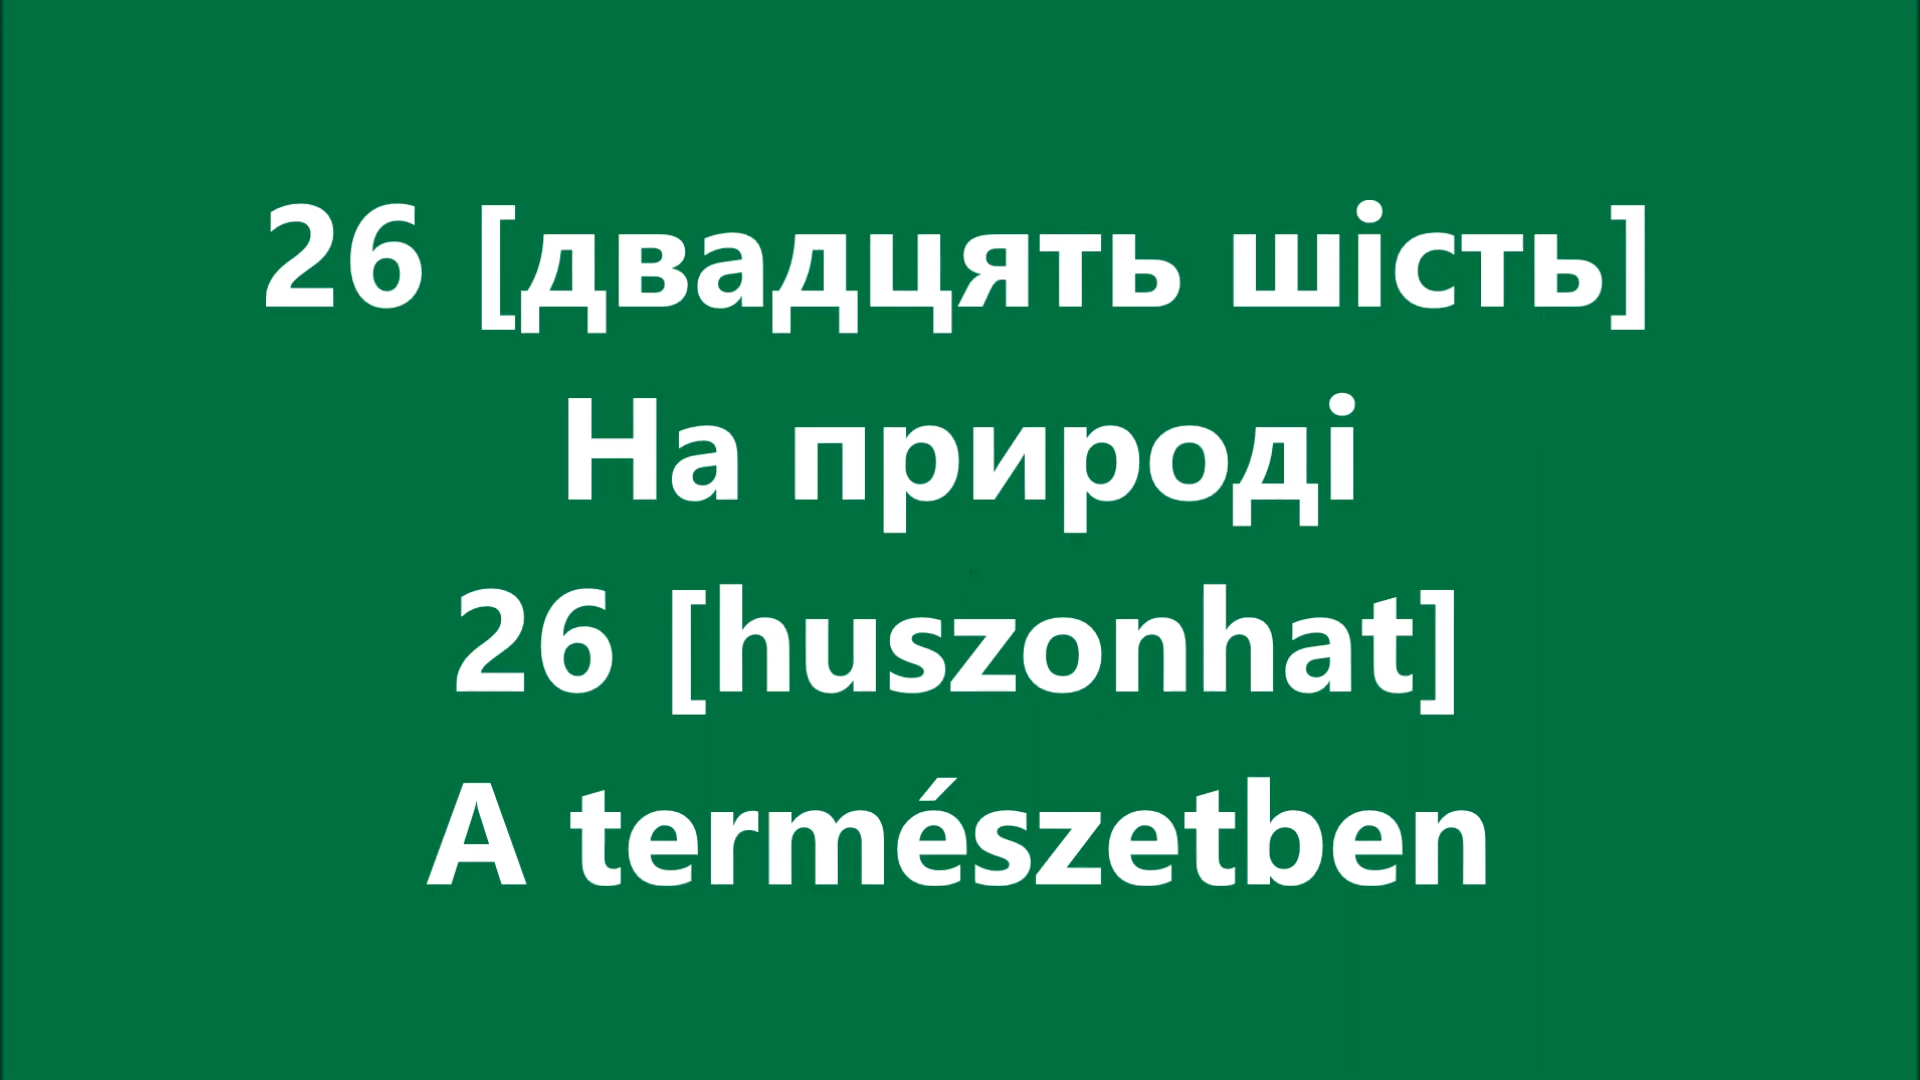 26 [двадцять шість]
На природі
26 [huszonhat]
A természetben